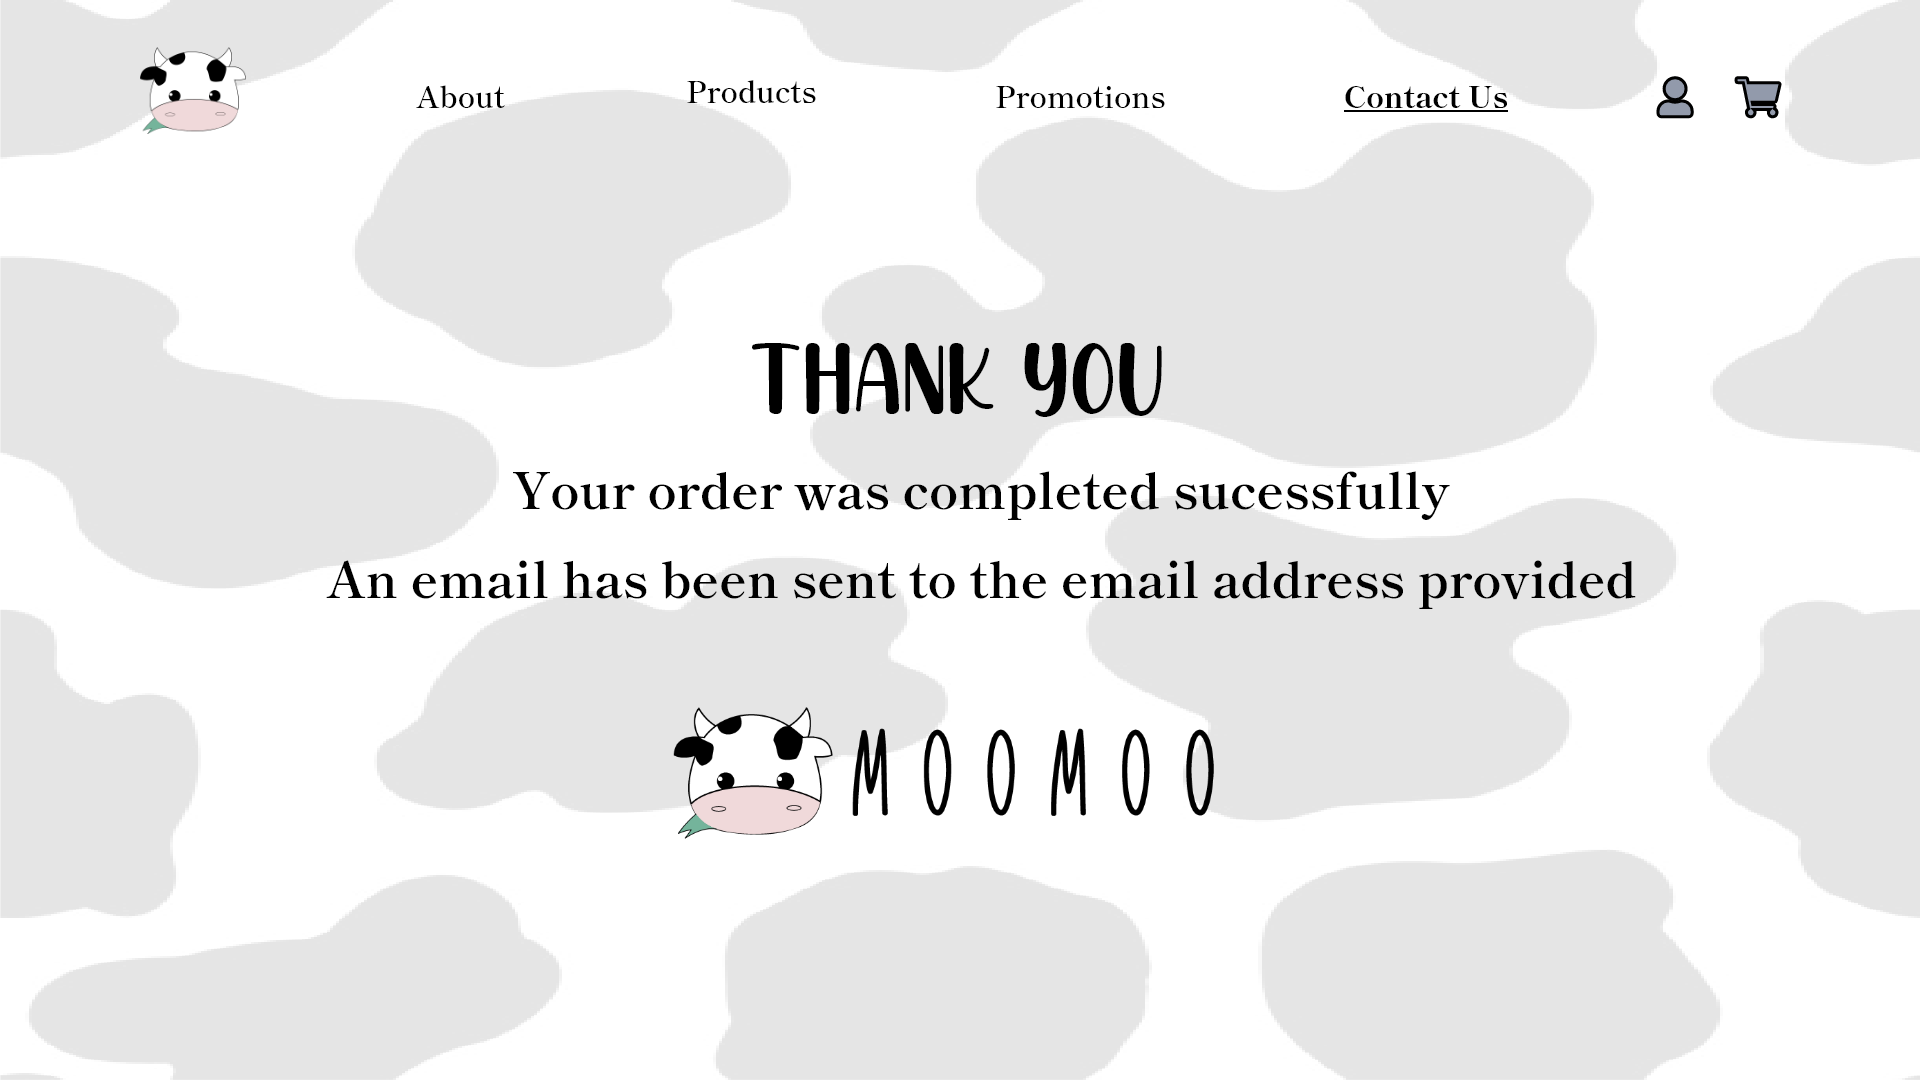 About Products Promotions Contact Us
THANK YOU
Your order was completed sucessfully
An email has been sent to the email address provided
MOOMOO